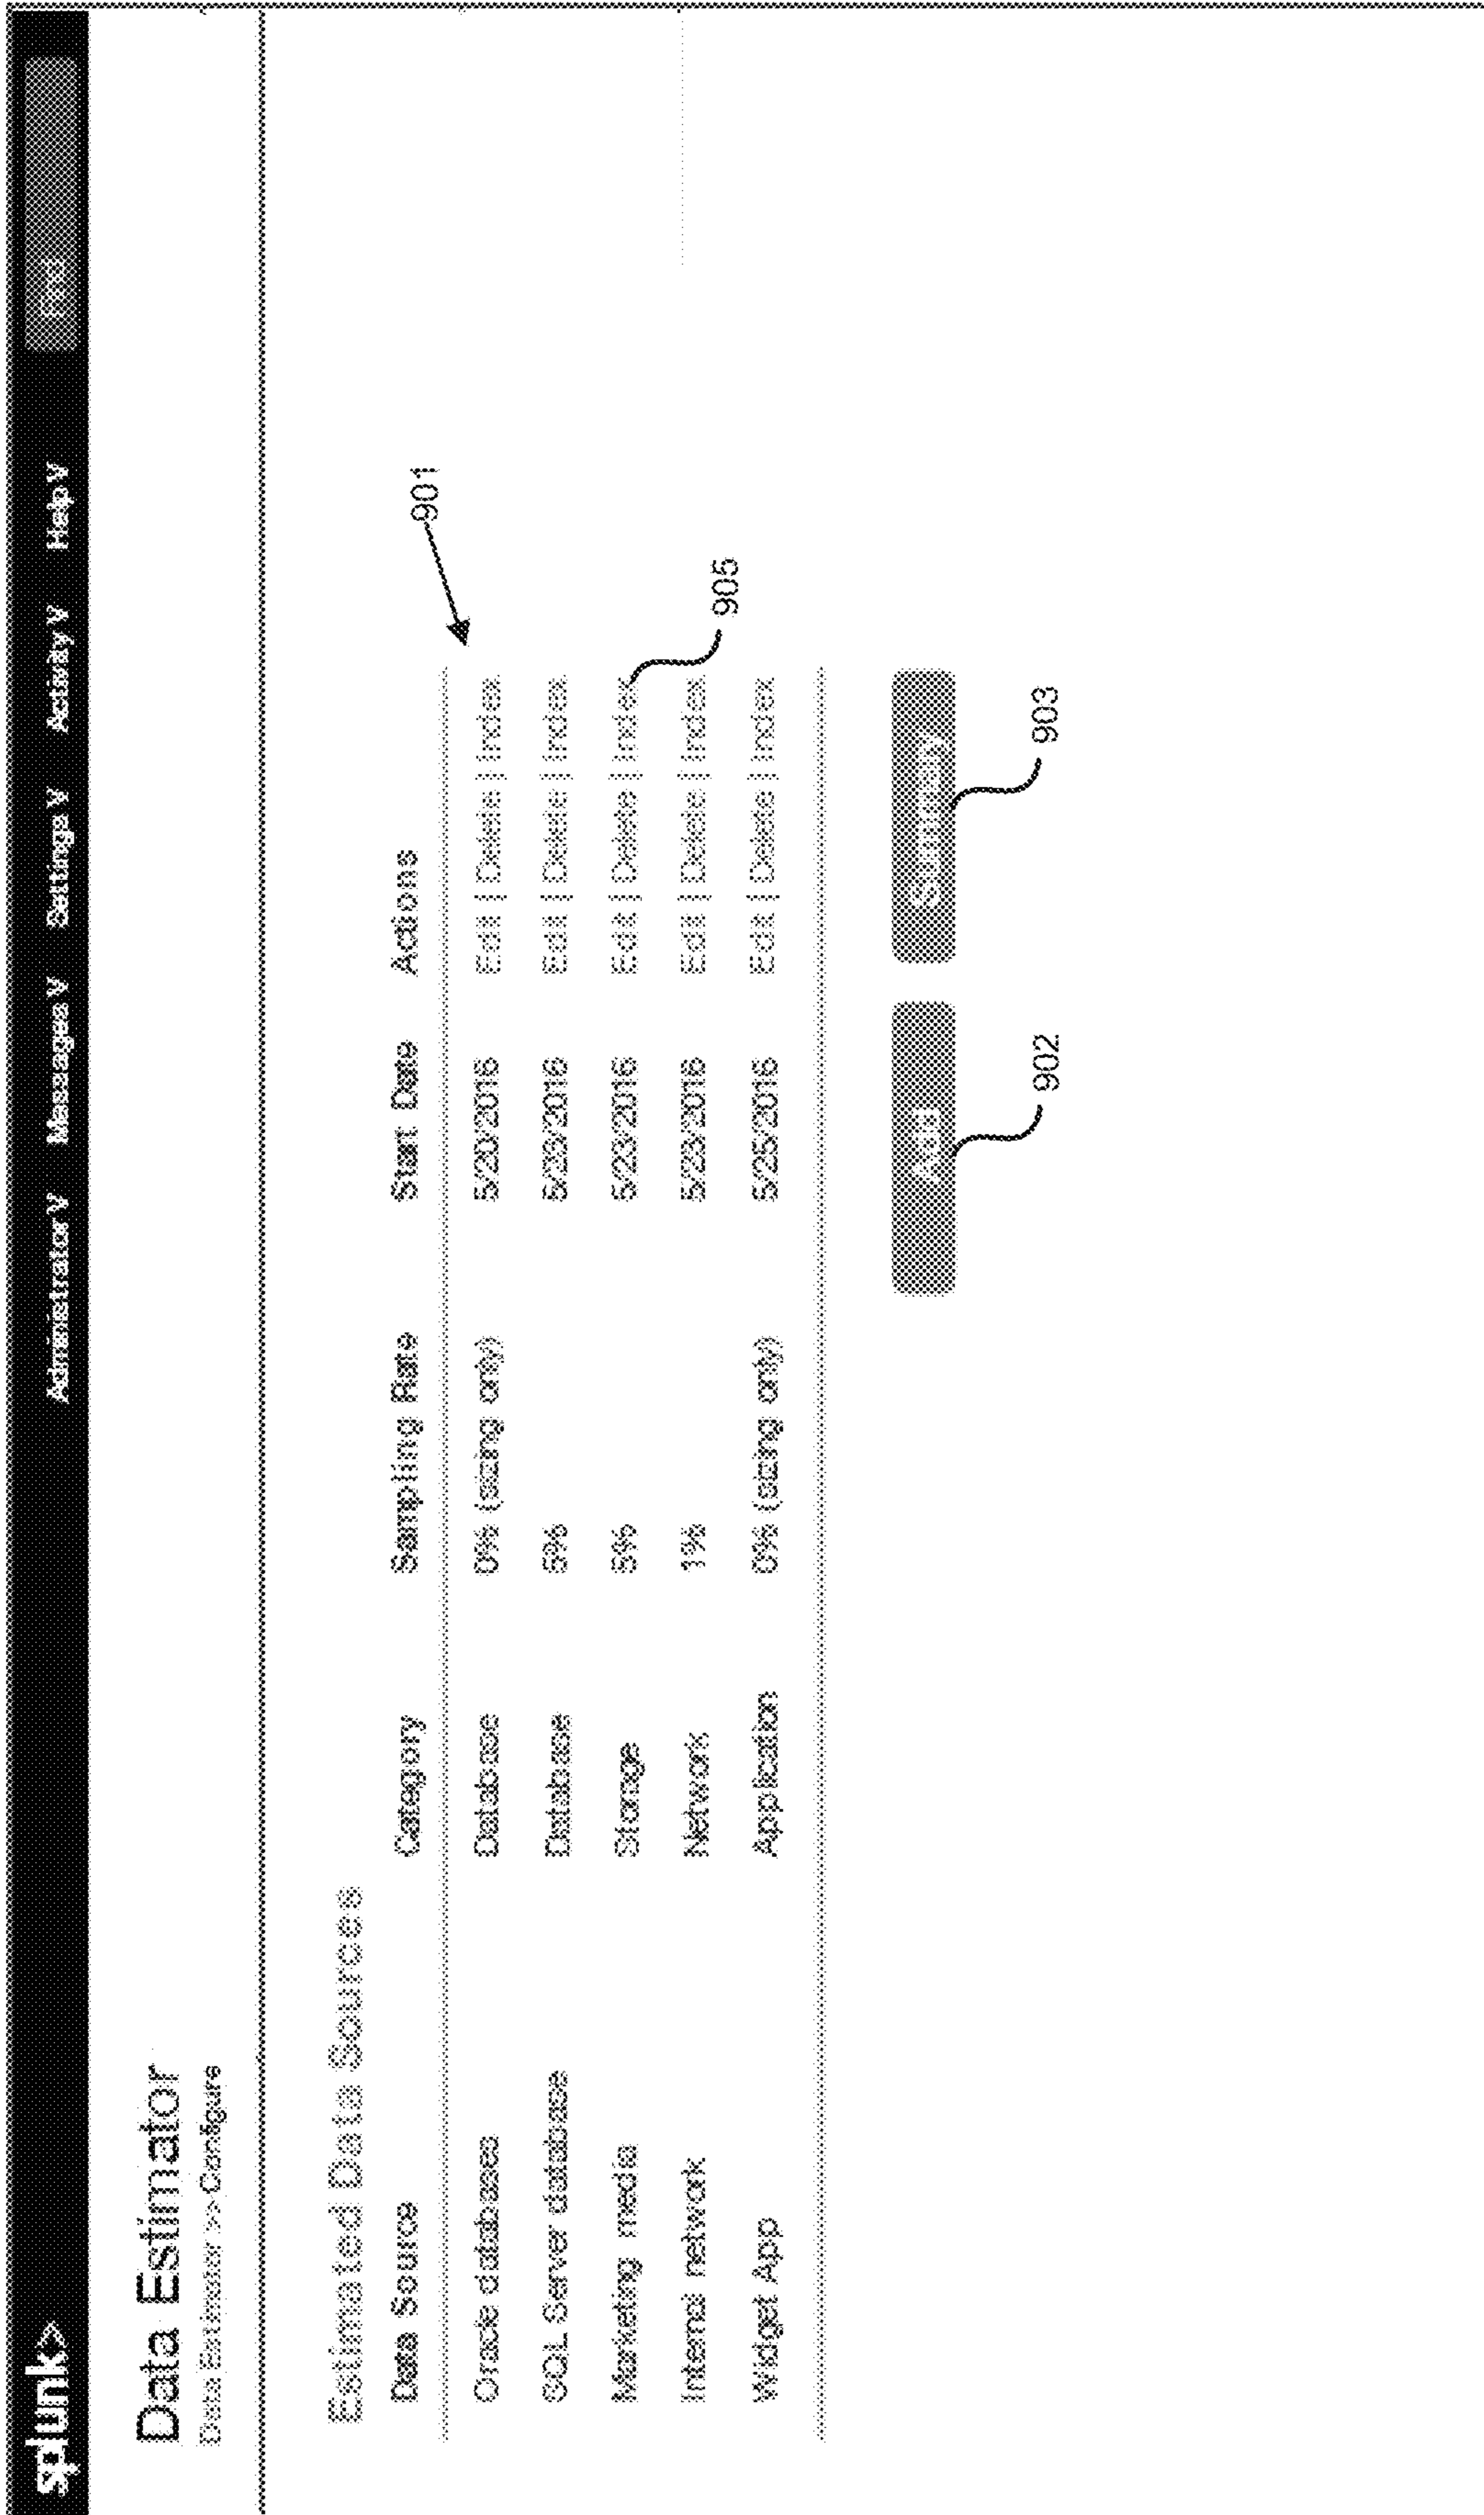 splunk> Administrator V Messages V Settings V Activity V Help V Find
Data Estimator
Data Estimator >> Configure
Estimated Data Sources
Data Source Category Sampling Rate Start Date Actions
901
Oracle databases Database 0% (sizing only) 5/20/2016 Edit | Delete | Index
SQL Server database Database 5% 5/23/2016 Edit | Delete | Index
Marketing media Storage 5% 5/23/2016 Edit | Delete | Index
905
Internal network Network 1% 5/23/2016 Edit | Delete | Index
Widget App Application 0% (sizing only) 5/25/2016 Edit | Delete | Index
Add Summary
902 903